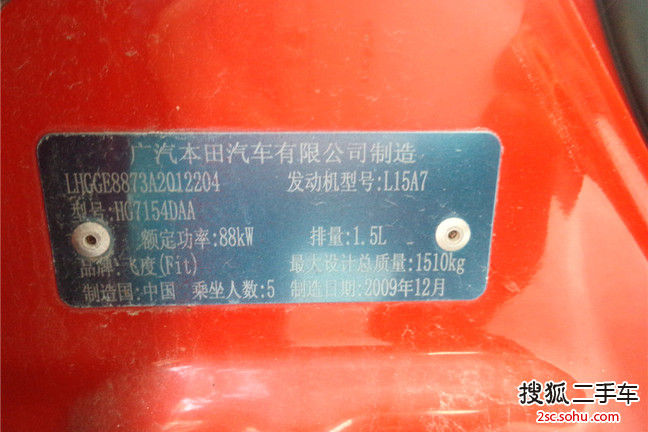 广汽本田汽车有限公司制造
LHGGE8873A2012204 发动机型号:L15A7
型号:HG7154DAA
额定功率:88kW 排量:1.5L
品牌:飞度(Fit) 最大设计总质量:1510kg
制造国:中国 乘坐人数:5 制造日期:2009年12月
搜狐二手车
2sc.sohu.com